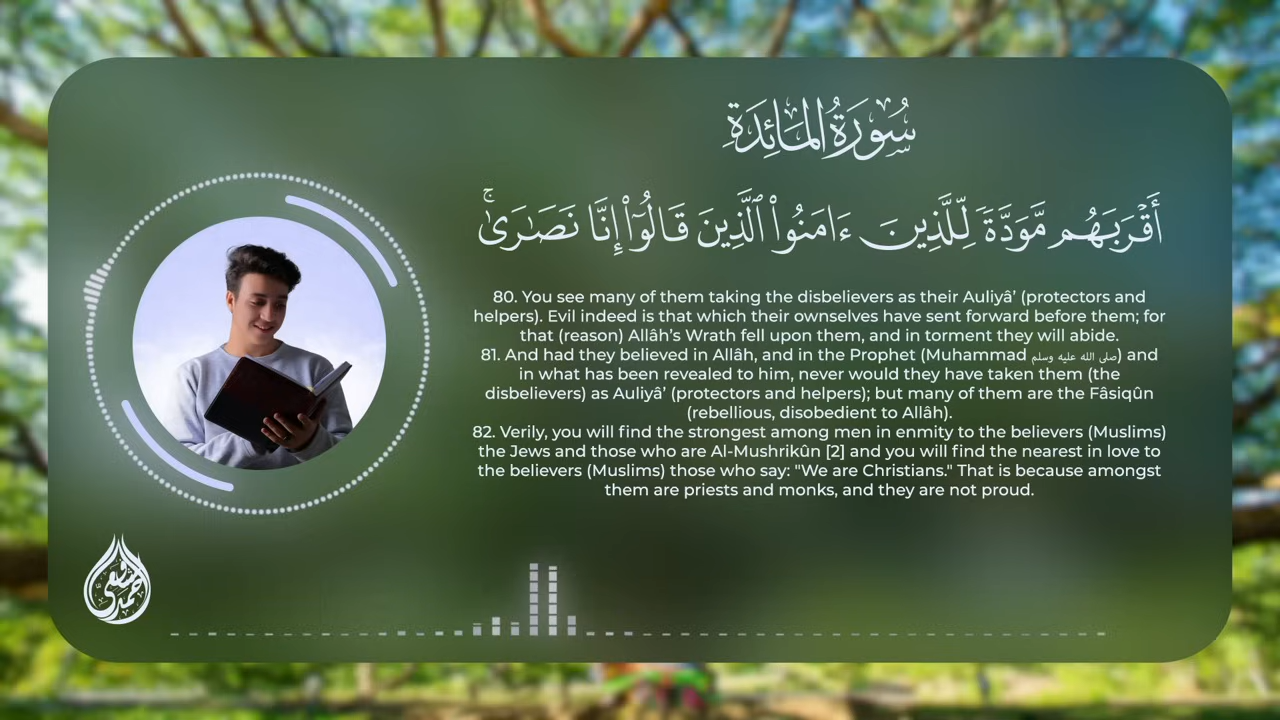 سُورَةُ المَائِدَةِ
أَقْرَبَهُم مَّوَدَّةً لِّلَّذِينَ ءَامَنُوا۟ ٱلَّذِينَ قَالُوٓا۟ إِنَّا نَصَـٰرَىٰ ۚ
80. You see many of them taking the disbelievers as their Auliyâ’ (protectors and
helpers). Evil indeed is that which their ownselves have sent forward before them; for
that (reason) Allâh’s Wrath fell upon them, and in torment they will abide.
81. And had they believed in Allâh, and in the Prophet (Muhammad صلى الله عليه وسلم) and
in what has been revealed to him, never would they have taken them (the
disbelievers) as Auliyâ’ (protectors and helpers); but many of them are the Fâsiqûn
(rebellious, disobedient to Allâh).
82. Verily, you will find the strongest among men in enmity to the believers (Muslims)
the Jews and those who are Al-Mushrikûn [2] and you will find the nearest in love to
the believers (Muslims) those who say: "We are Christians." That is because amongst
them are priests and monks, and they are not proud.